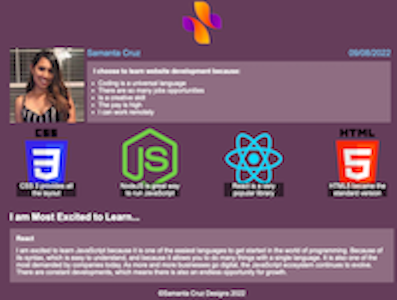 Samanta Cruz 09/08/2022
I choose to learn website development because:
Coding is a universal language
There are so many jobs opportunities
Is a creative skill
The pay is high
I can work remotely
CSS
3
JS
HTML
5
CSS 3 provides all
the layout
NodeJS is great way
to run JavaScript
React is a very
popular library
HTML5 became the
standard version
I am Most Excited to Learn...
React
I am excited to learn JavaScript because it is one of the easiest languages to get started in the world of programming. Because of
its syntax, which is easy to understand, and because it allows you to do many things with a single language. It is also one of the
most demanded by companies today. As more and more businesses go digital, the JavaScript ecosystem continues to evolve.
There are constant developments, which means there is also an endless opportunity for growth.
©Samanta Cruz Designs 2022